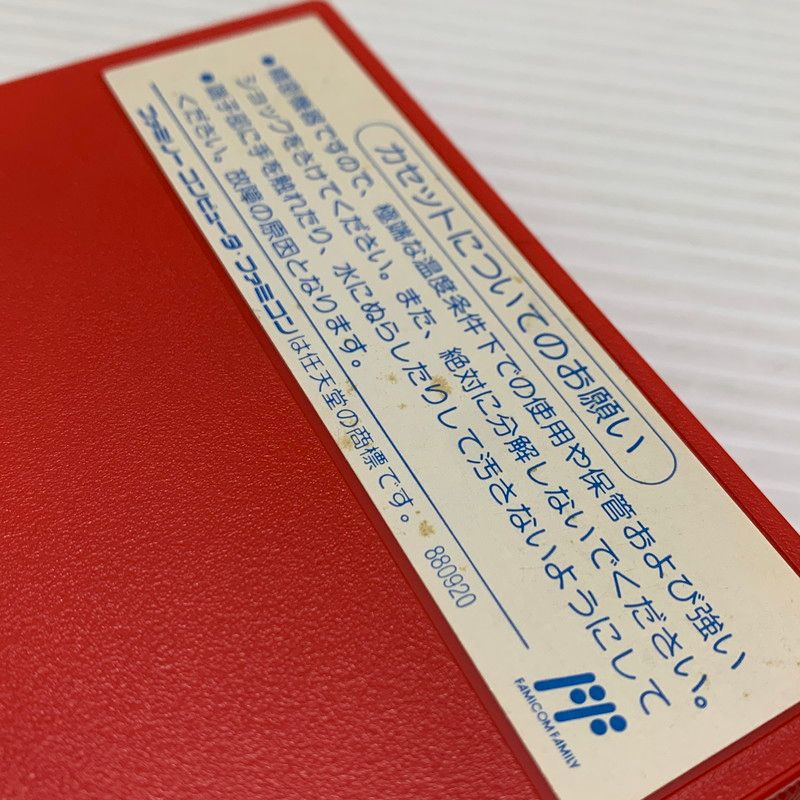 カセットについてのお願い
●精密機器ですので、極端な温度条件下での使用や保管および強い
ショックをさけてください。また、絶対に分解しないでください。
●端子部に手を触れたり、水にぬらしたりして汚さないようにして
ください。故障の原因となります。
ファミリーコンピュータ・ファミコンは任天堂の商標です。 880920
FAMICOM FAMILY